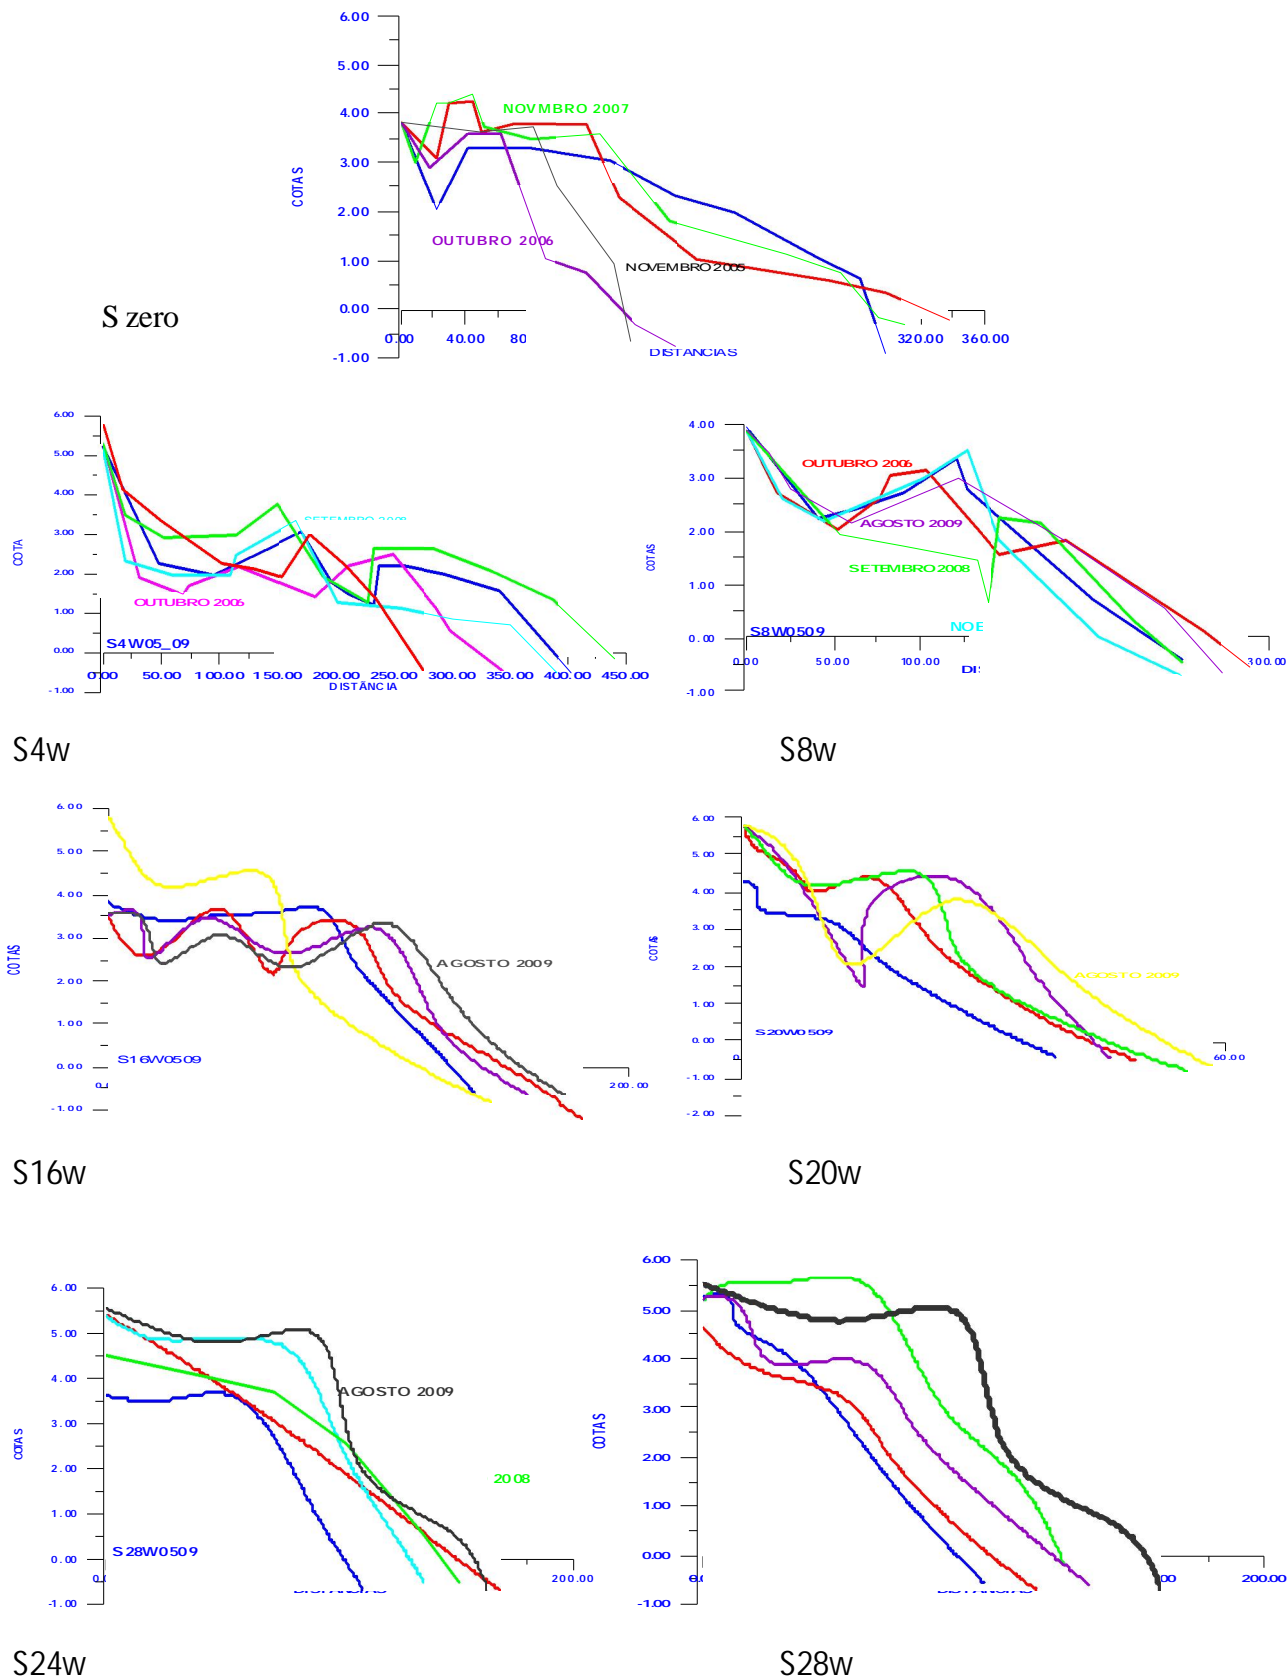 6.00
5.00
NOVMBRO 2007
4.00
3.00
COTAS
2.00
OUTUBRO 2006
1.00
NOVEMBRO 2005
0.00
S zero
0.00 40.00 80 320.00 360.00
DISTANCIAS
-1.00
6.00
5.00
4.00
3.00
COTA
2.00
OUTUBRO 2006
1.00
S4W05_09
0.00
0.00 50.00 100.00 150.00 200.00 250.00 300.00 350.00 400.00 450.00
DISTÂNCIA
-1.00
S4w
4.00
OUTUBRO 2006
3.00
AGOSTO 2009
2.00
COTAS
SETEMBRO 2008
1.00
S8W0509
0.00
50.00 100.00 300.00
-1.00
S8w
6.00
5.00
4.00
3.00
COTAS
AGOSTO 2009
2.00
1.00
S16W0509
0.00
200.00
-1.00
S16w
6.00
5.00
4.00
3.00
COTAS
2.00
AGOSTO 2009
1.00
S20W0509
0.00
60.00
-1.00
-2.00
S20w
6.00
5.00
4.00
AGOSTO 2009
3.00
COTAS
2.00
2008
1.00
S28W0509
0.00
200.00
DISTANCIAS
-1.00
S24w
6.00
5.00
4.00
3.00
COTAS
2.00
1.00
0.00
200.00
DISTANCIAS
-1.00
S28w